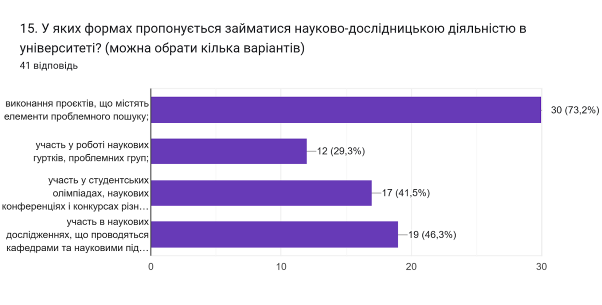 15. У яких формах пропонується займатися науково-дослідницькою діяльністю в
університеті? (можна обрати кілька варіантів)
41 відповідь
виконання проєктів, що містять
елементи проблемного пошуку;
30 (73,2%)
участь у роботі наукових
гуртків, проблемних груп;
12 (29,3%)
участь у студентських
олімпіадах, наукових
конференціях і конкурсах різн…
17 (41,5%)
участь в наукових
дослідженнях, що проводяться
кафедрами та науковими під…
19 (46,3%)
0
10
20
30